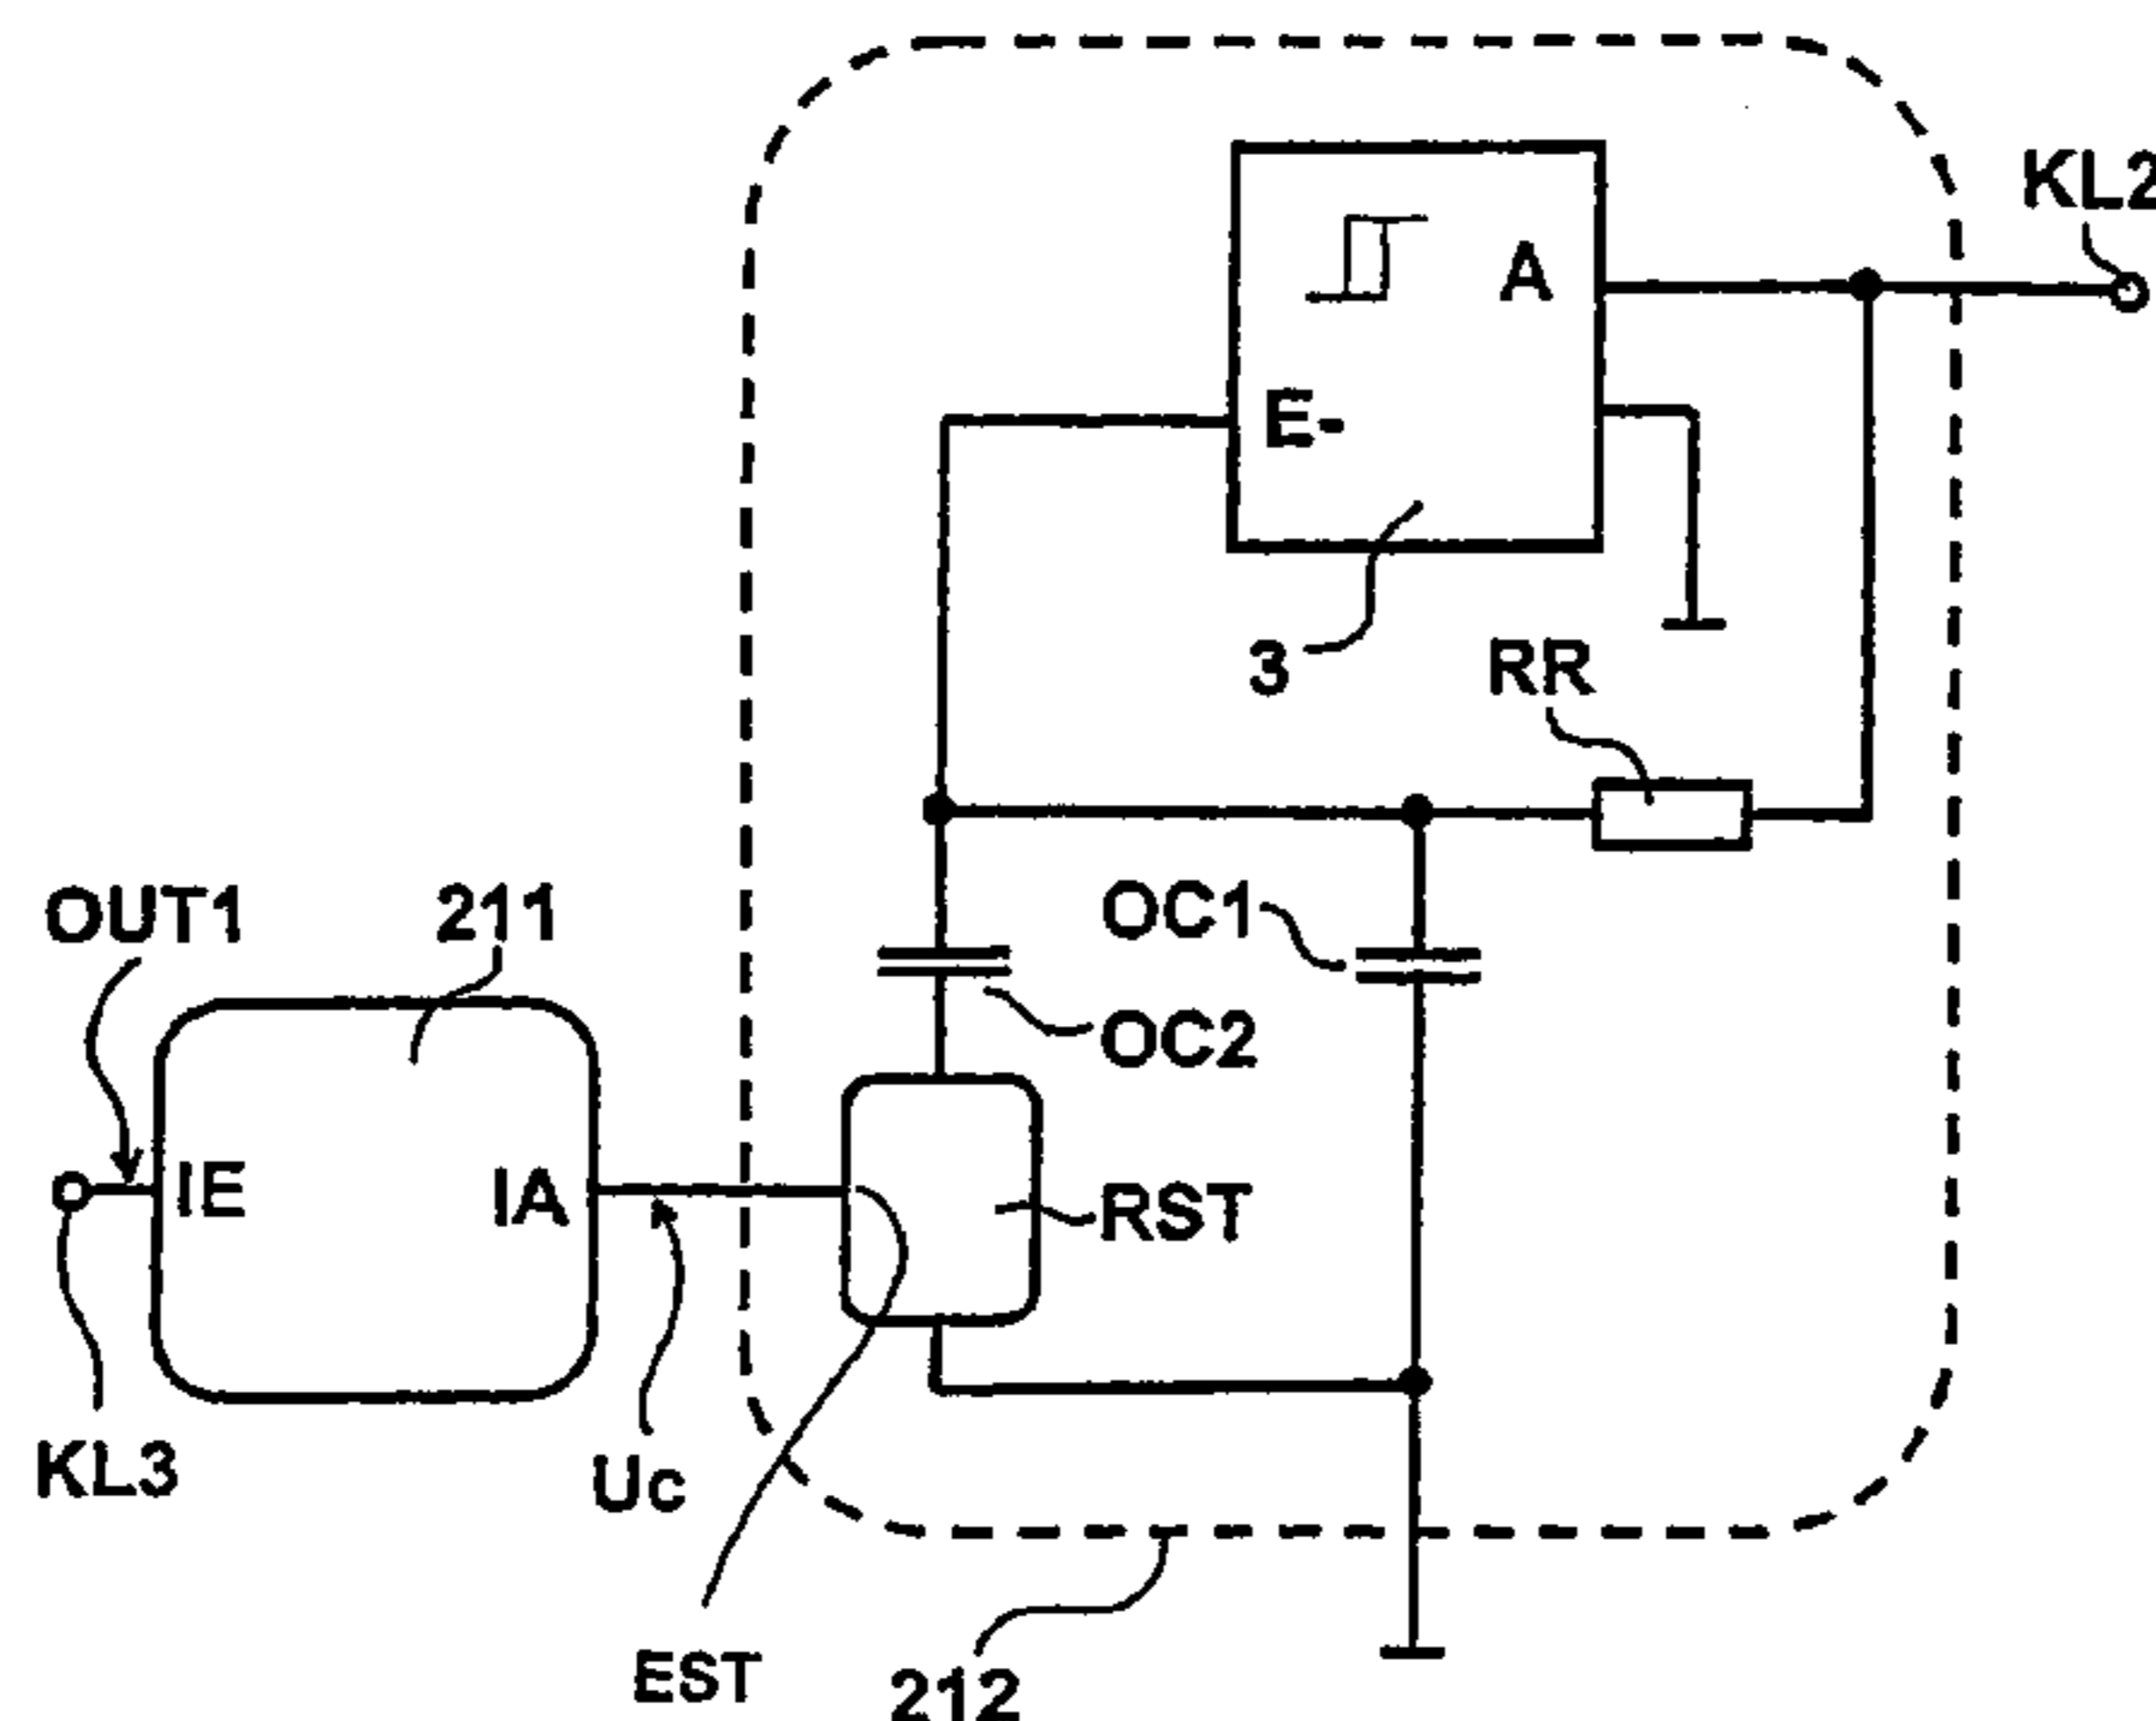 KL2
A
E-
3
RR
OUT1
211
OC1
OC2
IE
IA
RST
KL3
Uc
EST
212